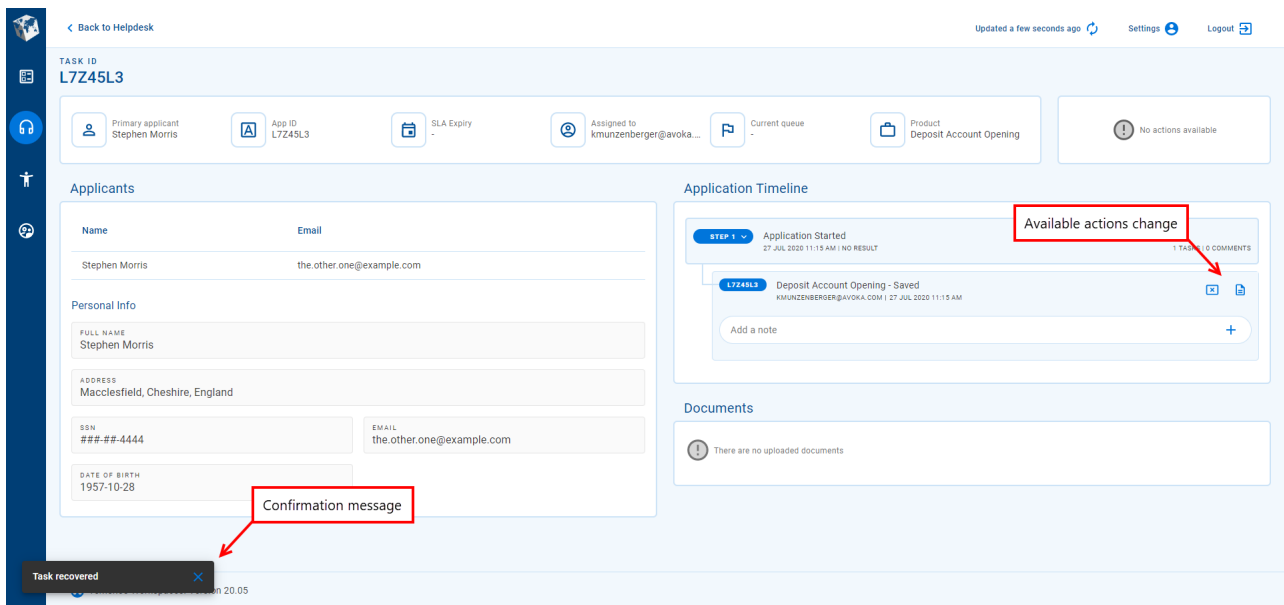 Back to Helpdesk
Updated a few seconds ago
Settings
Logout
TASK ID
L7Z45L3
Primary applicant
Stephen Morris
App ID
L7Z45L3
SLA Expiry
-
Assigned to
kmunzenberger@avoka....
Current queue
-
Product
Deposit Account Opening
No actions available
Applicants
Name Email
Stephen Morris the.other.one@example.com
Personal Info
FULL NAME
Stephen Morris
ADDRESS
Macclesfield, Cheshire, England
SSN
###-##-4444
EMAIL
the.other.one@example.com
DATE OF BIRTH
1957-10-28
Confirmation message
Application Timeline
Available actions change
STEP 1
Application Started
27 JUL 2020 11:15 AM | NO RESULT
1 TASKS | 0 COMMENTS
L7Z45L3
Deposit Account Opening - Saved
KMUNZENBERGER@AVOKA.COM | 27 JUL 2020 11:15 AM
Add a note
Documents
There are no uploaded documents
Task recovered
20.05